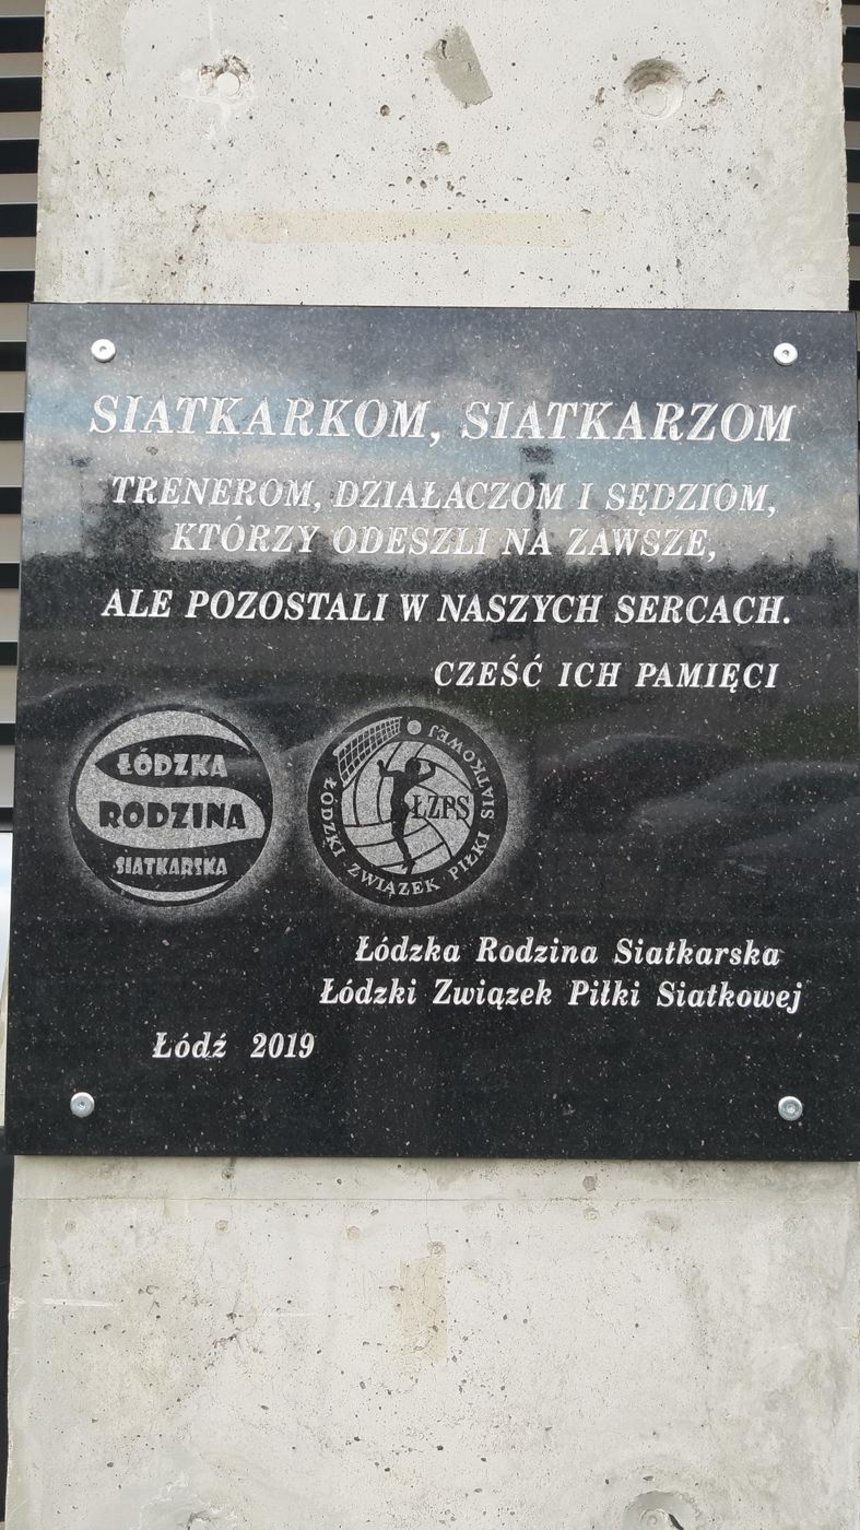 SIATKARKOM, SIATKARZOM
TRENEROM, DZIAŁACZOM I SĘDZIOM,
KTÓRZY ODESZLI NA ZAWSZE,
ALE POZOSTALI W NASZYCH SERCACH.
CZEŚĆ ICH PAMIĘCI
ŁÓDZKA
RODZINA
SIATKARSKA
ŁÓDZKI ZWIĄZEK PIŁKI SIATKOWEJ
ŁZPS
Łódzka Rodzina Siatkarska
Łódzki Związek Piłki Siatkowej
Łódź 2019